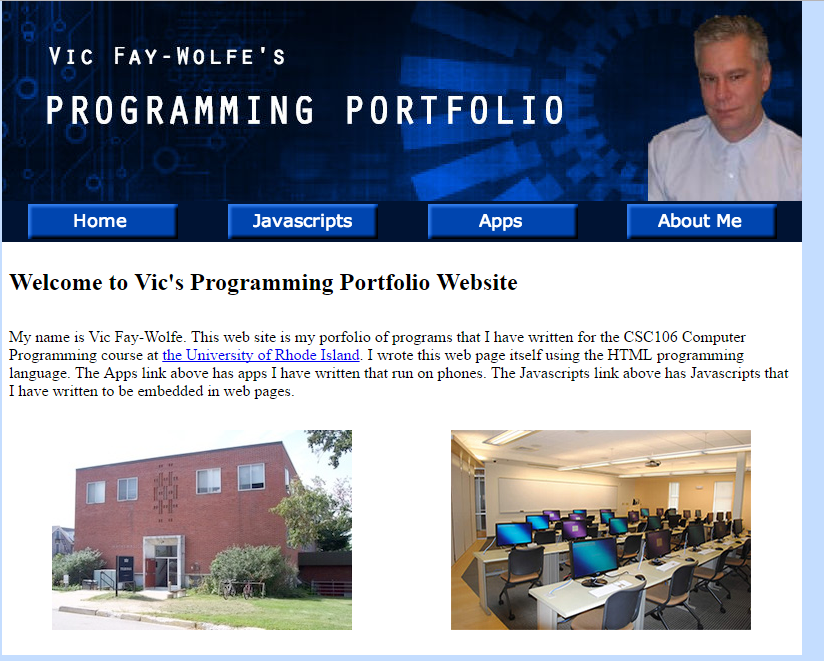 Vic Fay-Wolfe's
PROGRAMMING PORTFOLIO
Home Javascripts Apps About Me
Welcome to Vic's Programming Portfolio Website
My name is Vic Fay-Wolfe. This web site is my porfolio of programs that I have written for the CSC106 Computer
Programming course at the University of Rhode Island. I wrote this web page itself using the HTML programming
language. The Apps link above has apps I have written that run on phones. The Javascripts link above has Javascripts that
I have written to be embedded in web pages.